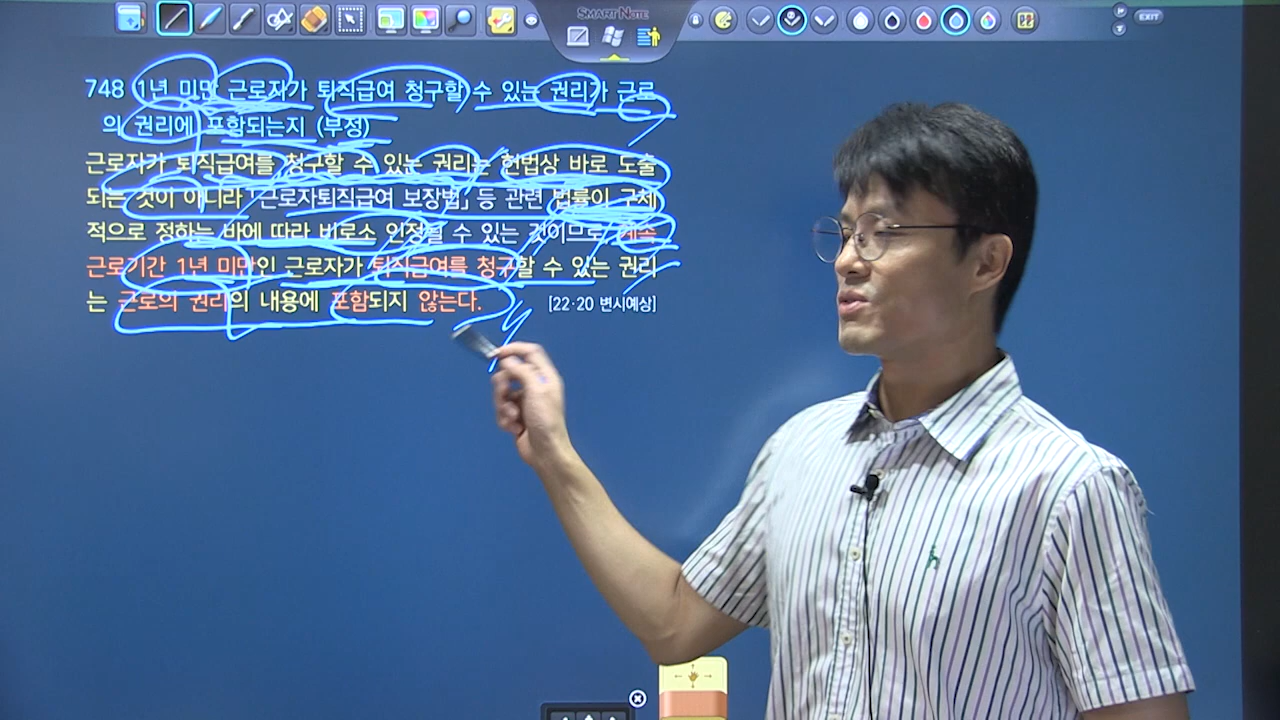 SMART NOTE
EXIT
748 1년 미만 근로자가 퇴직급여 청구할 수 있는 권리가 근로
의 권리에 포함되는지 (부정)
근로자가 퇴직급여를 청구할 수 있는 권리는 헌법상 바로 도출
되는 것이 아니라 「근로자퇴직급여 보장법」 등 관련 법률이 구체
적으로 정하는 바에 따라 비로소 인정될 수 있는 것이므로 계속
근로기간 1년 미만인 근로자가 퇴직급여를 청구할 수 있는 권리
는 근로의 권리의 내용에 포함되지 않는다.
[22·20 변시예상]